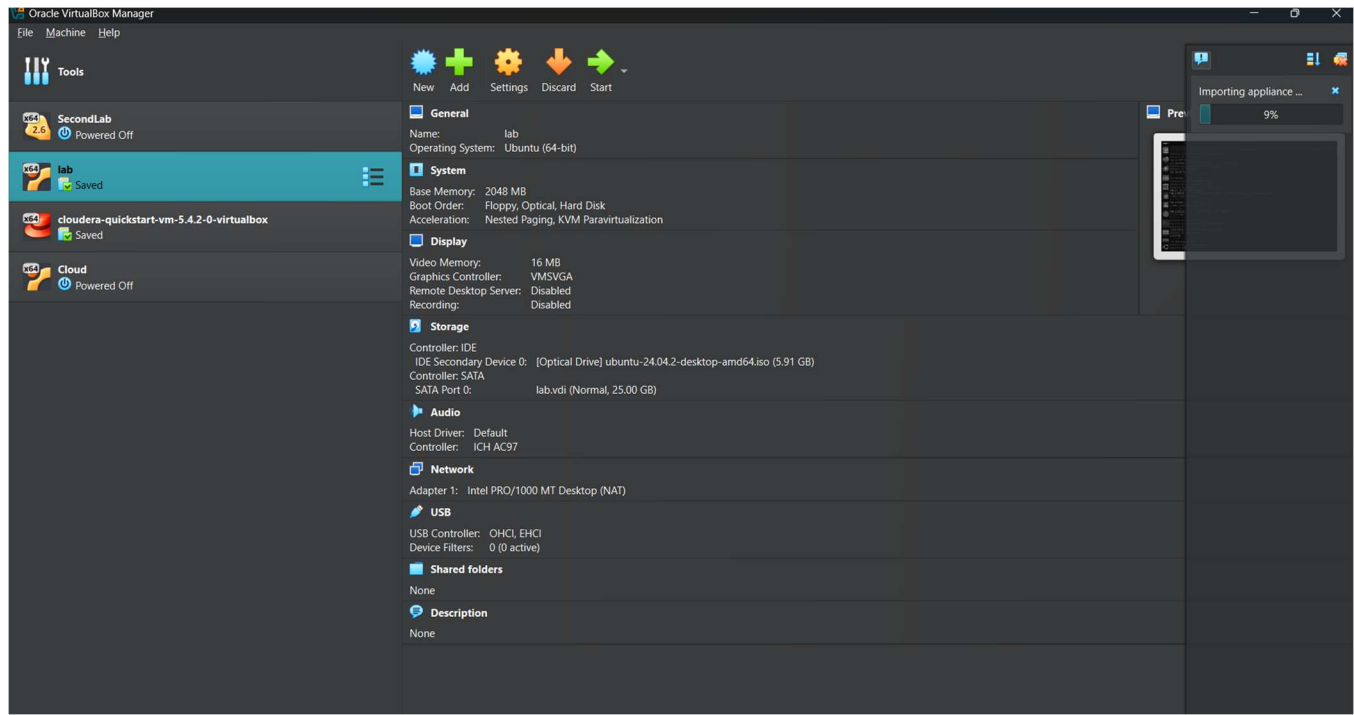 Oracle VirtualBox Manager
File Machine Help
Tools
New Add Settings Discard Start
x64
2.6
SecondLab
Powered Off
x64
lab
Saved
x64
cloudera-quickstart-vm-5.4.2-0-virtualbox
Saved
x64
Cloud
Powered Off
General
Name: lab
Operating System: Ubuntu (64-bit)
System
Base Memory: 2048 MB
Boot Order: Floppy, Optical, Hard Disk
Acceleration: Nested Paging, KVM Paravirtualization
Display
Video Memory: 16 MB
Graphics Controller: VMSVGA
Remote Desktop Server: Disabled
Recording: Disabled
Storage
Controller: IDE
IDE Secondary Device 0: [Optical Drive] ubuntu-24.04.2-desktop-amd64.iso (5.91 GB)
Controller: SATA
SATA Port 0: lab.vdi (Normal, 25.00 GB)
Audio
Host Driver: Default
Controller: ICH AC97
Network
Adapter 1: Intel PRO/1000 MT Desktop (NAT)
USB
USB Controller: OHCI, EHCI
Device Filters: 0 (0 active)
Shared folders
None
Description
None
Pre
Importing appliance ...
9%